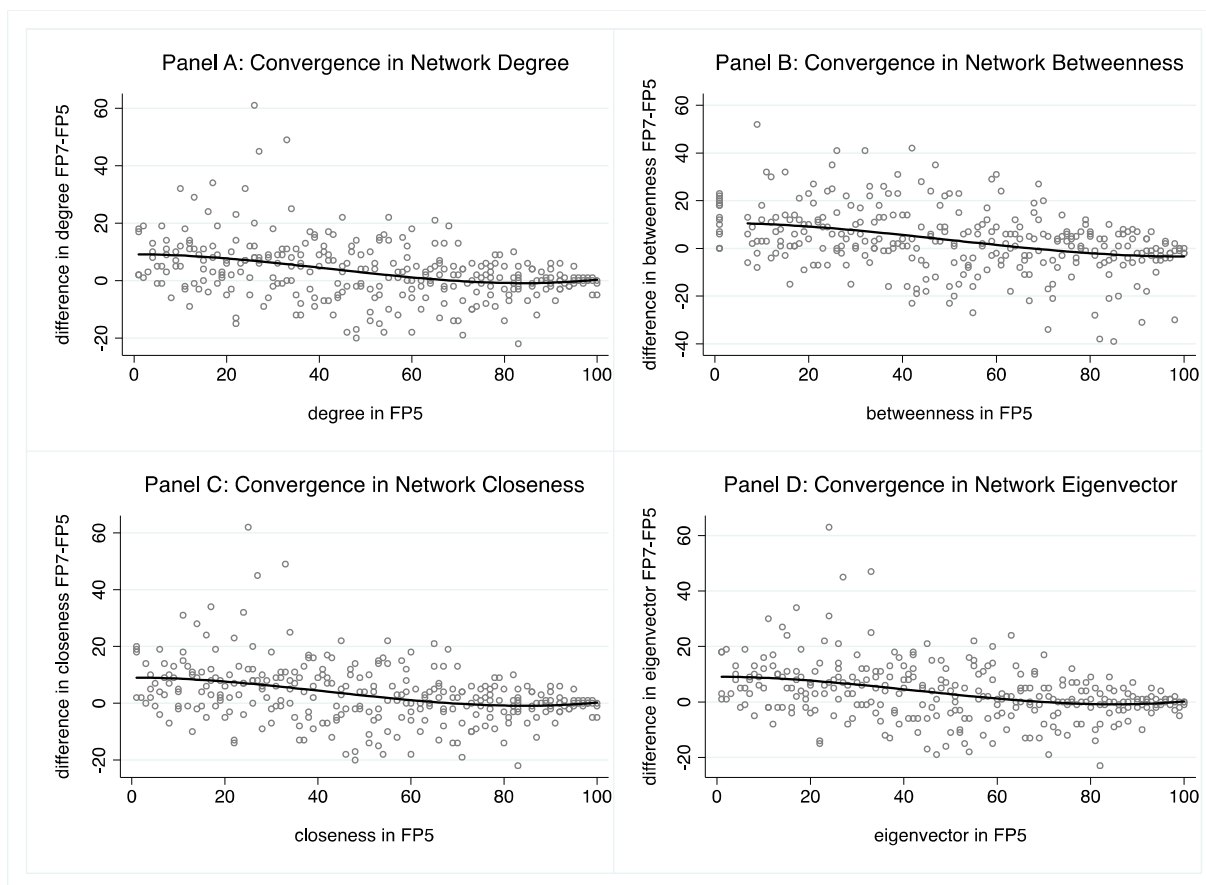 Panel A: Convergence in Network Degree
difference in degree FP7-FP5
60
40
20
0
-20
0 20 40 60 80 100
degree in FP5
Panel B: Convergence in Network Betweenness
difference in betweenness FP7-FP5
60
40
20
0
-20
-40
0 20 40 60 80 100
betweenness in FP5
Panel C: Convergence in Network Closeness
difference in closeness FP7-FP5
60
40
20
0
-20
0 20 40 60 80 100
closeness in FP5
Panel D: Convergence in Network Eigenvector
difference in eigenvector FP7-FP5
60
40
20
0
-20
0 20 40 60 80 100
eigenvector in FP5